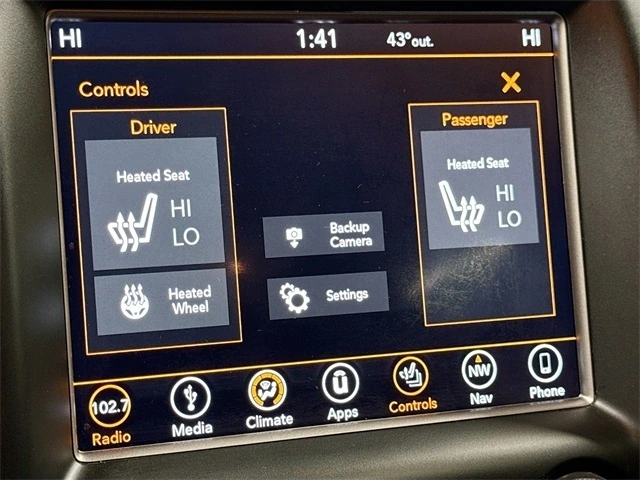 HI 1:41 43°out. HI
Controls
Driver
Heated Seat
HI
LO
Heated
Wheel
Backup
Camera
Settings
Passenger
Heated Seat
HI
LO
102.7
Radio
Media
Climate
Apps
Controls
NW
Nav
Phone